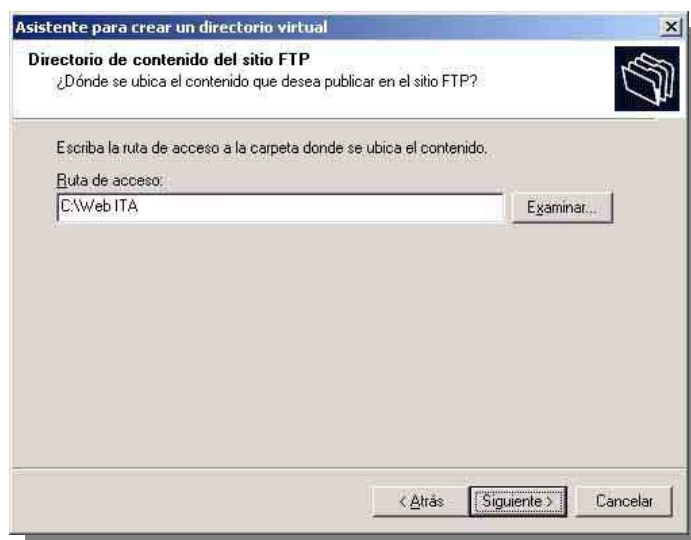 Asistente para crear un directorio virtual
Directorio de contenido del sitio FTP
¿Dónde se ubica el contenido que desea publicar en el sitio FTP?
Escriba la ruta de acceso a la carpeta donde se ubica el contenido.
Ruta de acceso:
C:\Web ITA
Examinar...
< Atrás
Siguiente >
Cancelar